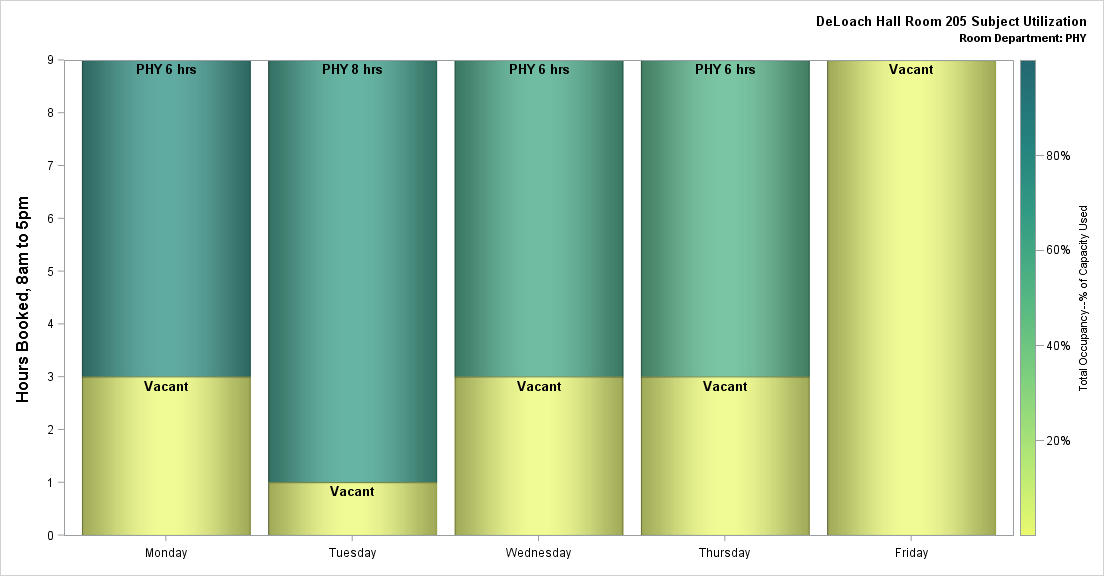 DeLoach Hall Room 205 Subject Utilization
Room Department: PHY
Hours Booked, 8am to 5pm
9
8
7
6
5
4
3
2
1
0
PHY 6 hrs
Vacant
PHY 8 hrs
Vacant
PHY 6 hrs
Vacant
PHY 6 hrs
Vacant
Vacant
Monday
Tuesday
Wednesday
Thursday
Friday
80%
60%
40%
20%
Total Occupancy--% of Capacity Used